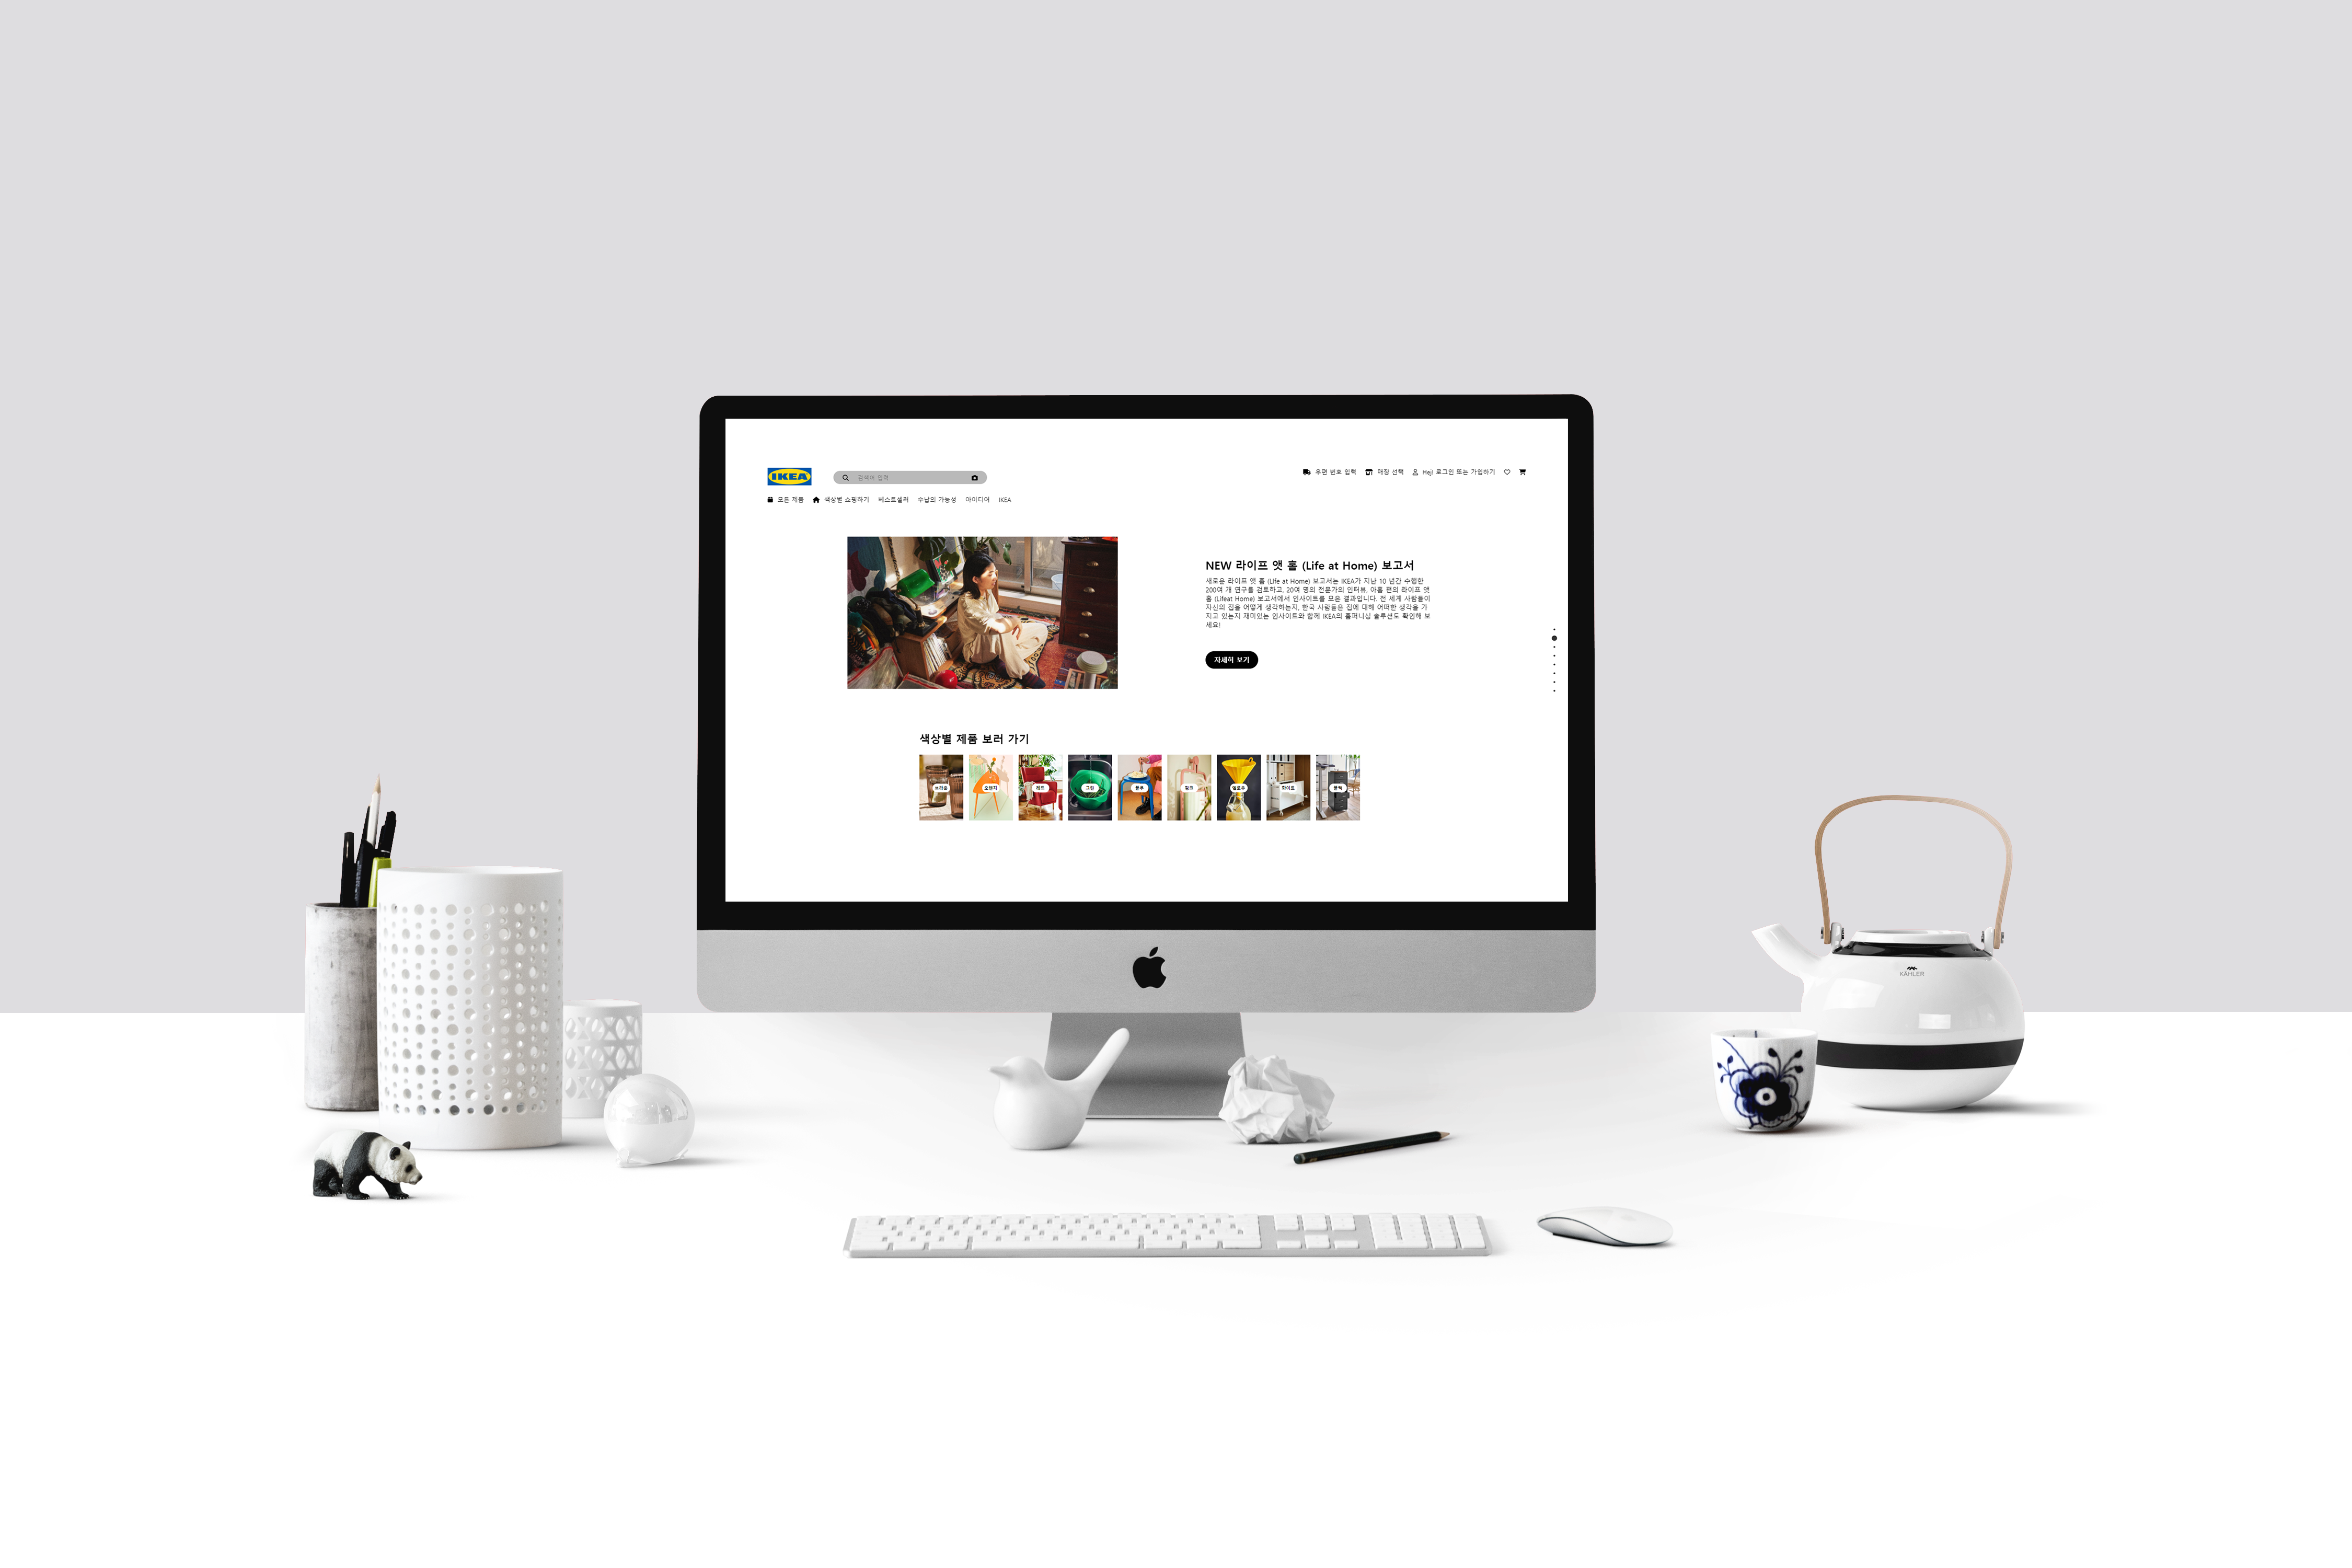 IKEA
검색어 입력
우편 번호 입력 매장 선택 Hej! 로그인 또는 가입하기
모든 제품 색상별 쇼핑하기 베스트셀러 수납의 가능성 아이디어 IKEA
NEW 라이프 앳 홈 (Life at Home) 보고서
새로운 라이프 앳 홈 (Life at Home) 보고서는 IKEA가 지난 10 년간 수행한
200여 개 연구를 검토하고, 20여 명의 전문가의 인터뷰, 아홉 편의 라이프 앳
홈 (Lifeat Home) 보고서에서 인사이트를 모은 결과입니다. 전 세계 사람들이
자신의 집을 어떻게 생각하는지, 한국 사람들은 집에 대해 어떠한 생각을 가
지고 있는지 재미있는 인사이트와 함께 IKEA의 홈퍼니싱 솔루션도 확인해 보
세요!
자세히 보기
색상별 제품 보러 가기
브라운 오렌지 레드 그린 블루 핑크 옐로우 화이트 블랙
KÄHLER